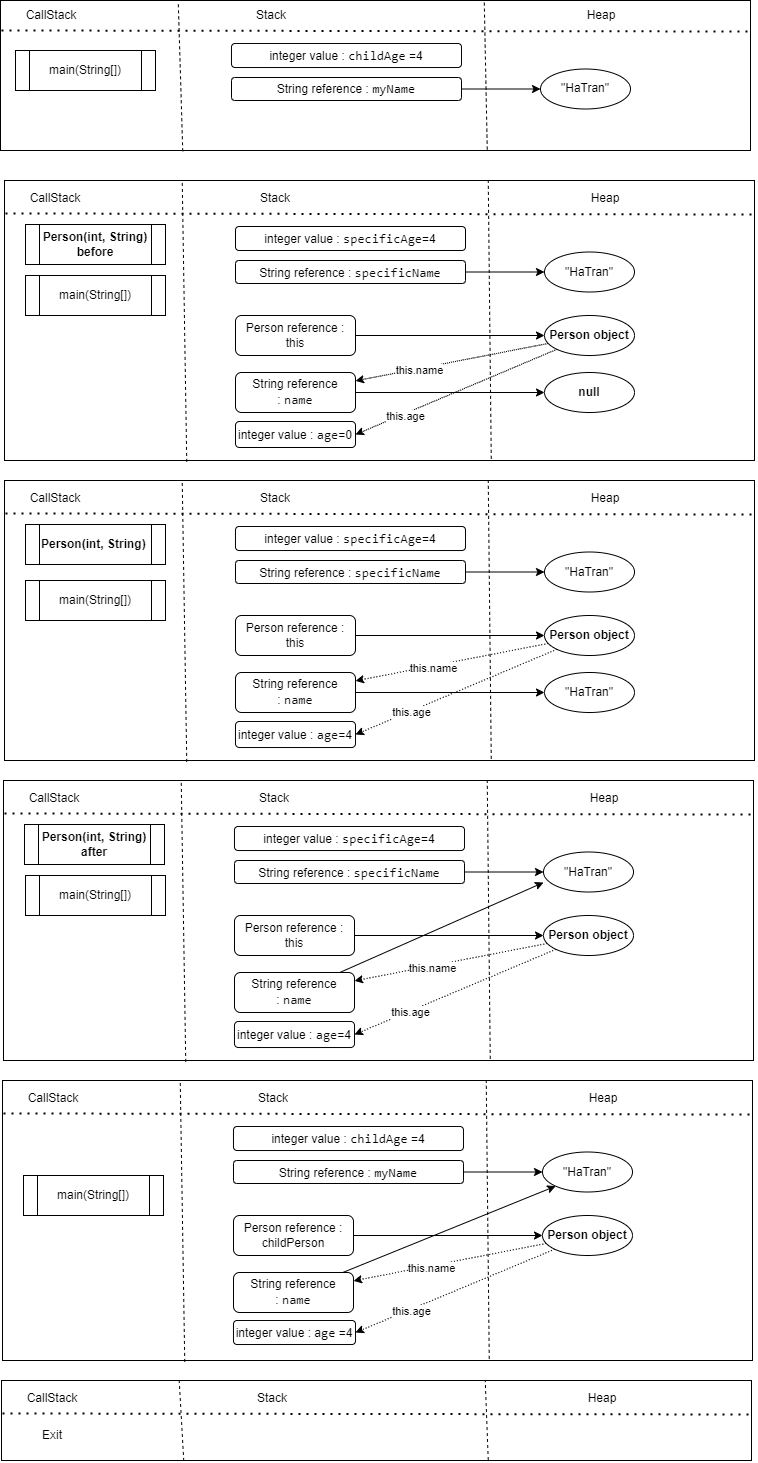 CallStack Stack Heap
main(String[])
integer value : childAge =4
String reference : myName
"HaTran"
CallStack Stack Heap
Person(int, String)
before
main(String[])
integer value : specificAge=4
String reference : specificName
"HaTran"
Person reference :
this
Person object
this.name
String reference
: name
null
this.age
integer value : age=0
CallStack Stack Heap
Person(int, String)
main(String[])
integer value : specificAge=4
String reference : specificName
"HaTran"
Person reference :
this
Person object
this.name
String reference
: name
"HaTran"
this.age
integer value : age=4
CallStack Stack Heap
Person(int, String)
after
main(String[])
integer value : specificAge=4
String reference : specificName
"HaTran"
Person reference :
this
Person object
this.name
String reference
: name
this.age
integer value : age=4
CallStack Stack Heap
main(String[])
integer value : childAge =4
String reference : myName
"HaTran"
Person reference :
childPerson
Person object
this.name
String reference
: name
this.age
integer value : age =4
CallStack Stack Heap
Exit